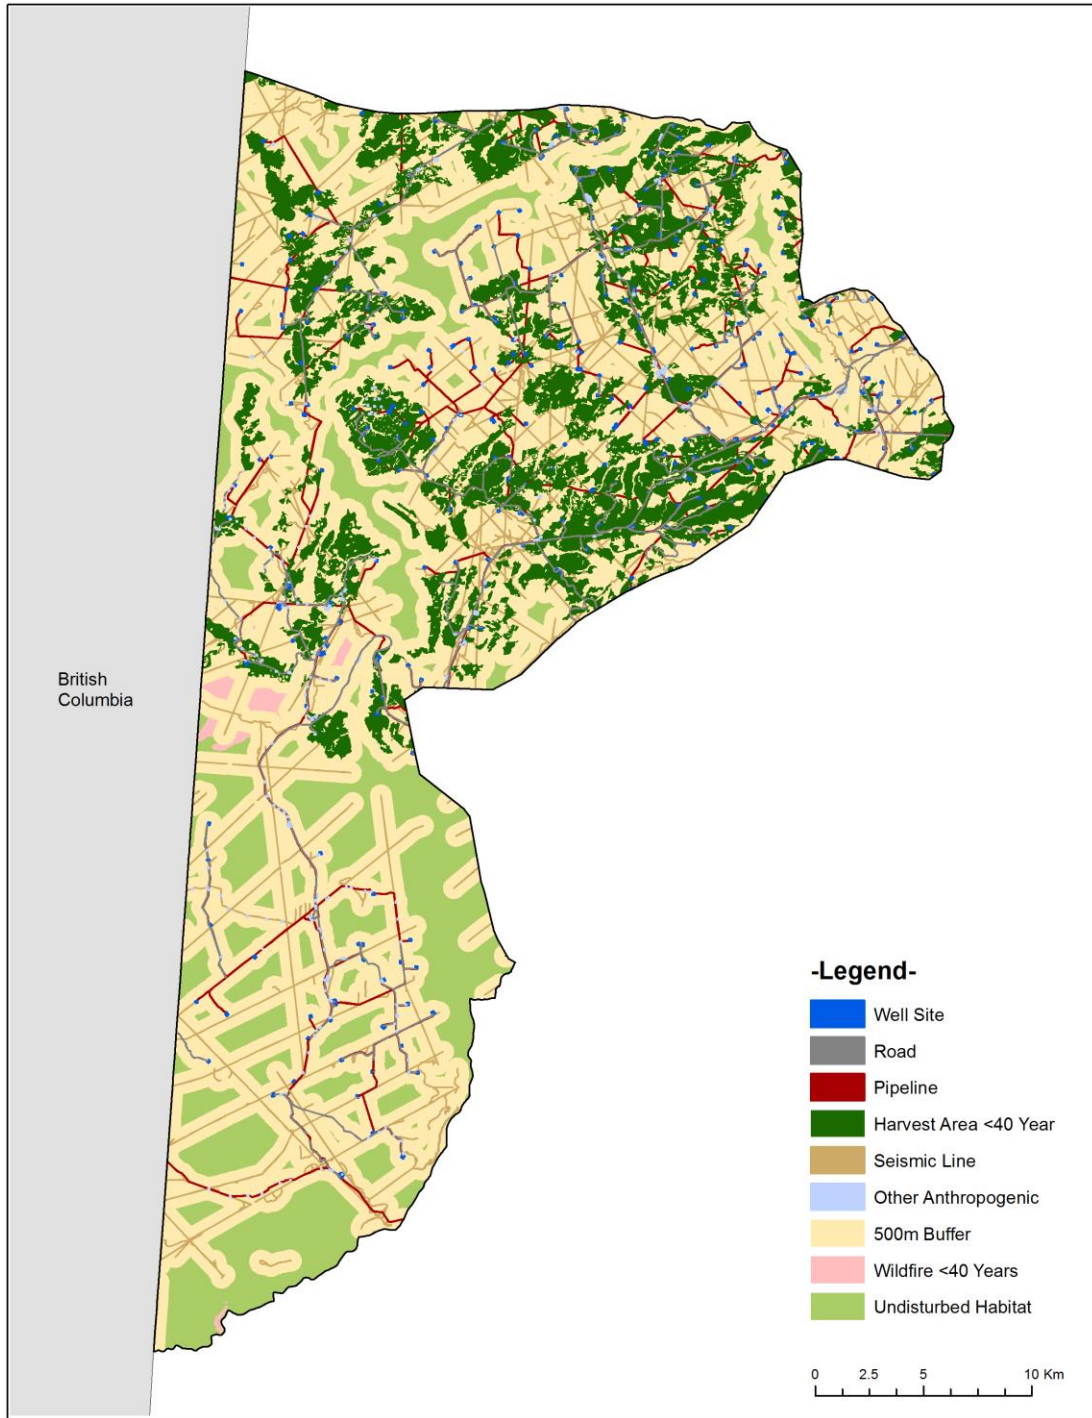 British
Columbia
-Legend-
Well Site
Road
Pipeline
Harvest Area <40 Year
Seismic Line
Other Anthropogenic
500m Buffer
Wildfire <40 Years
Undisturbed Habitat
0 2.5 5 10 Km